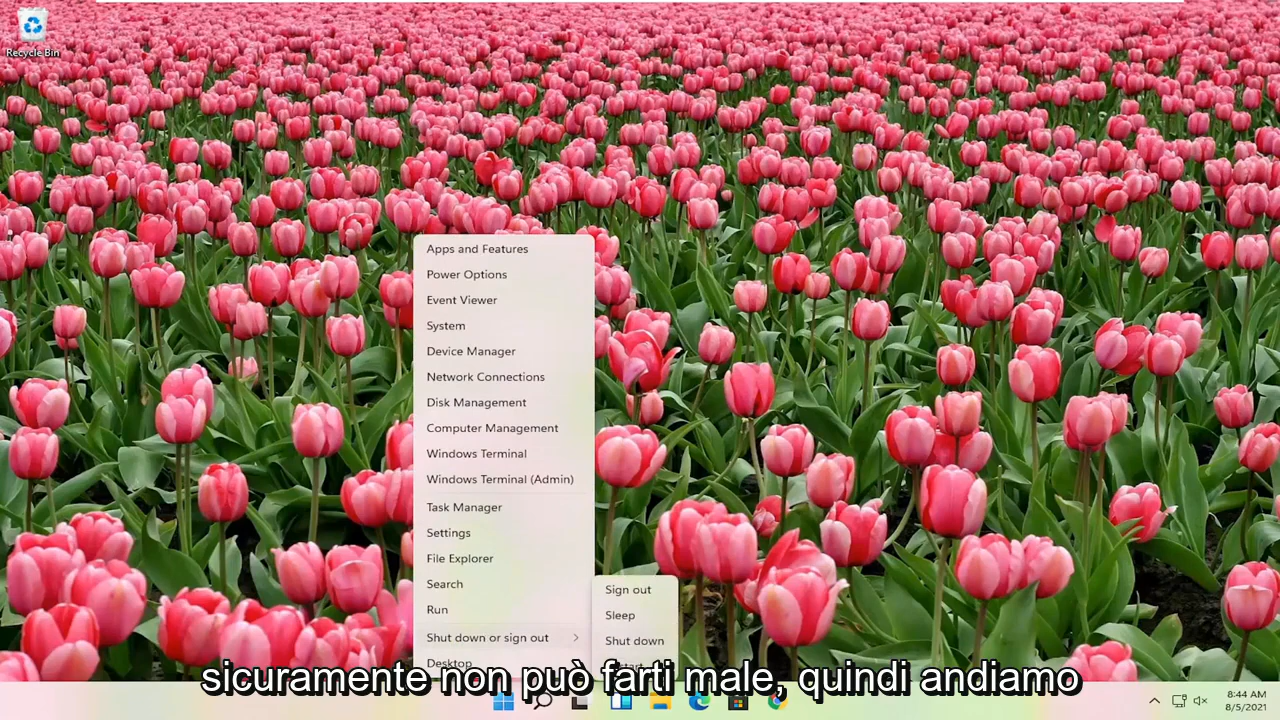 Recycle Bin
Apps and Features
Power Options
Event Viewer
System
Device Manager
Network Connections
Disk Management
Computer Management
Windows Terminal
Windows Terminal (Admin)
Task Manager
Settings
File Explorer
Search
Run
Shut down or sign out
Desktop
Sign out
Sleep
Shut down
sicuramente non può farti male, quindi andiamo
8:44 AM
8/5/2021